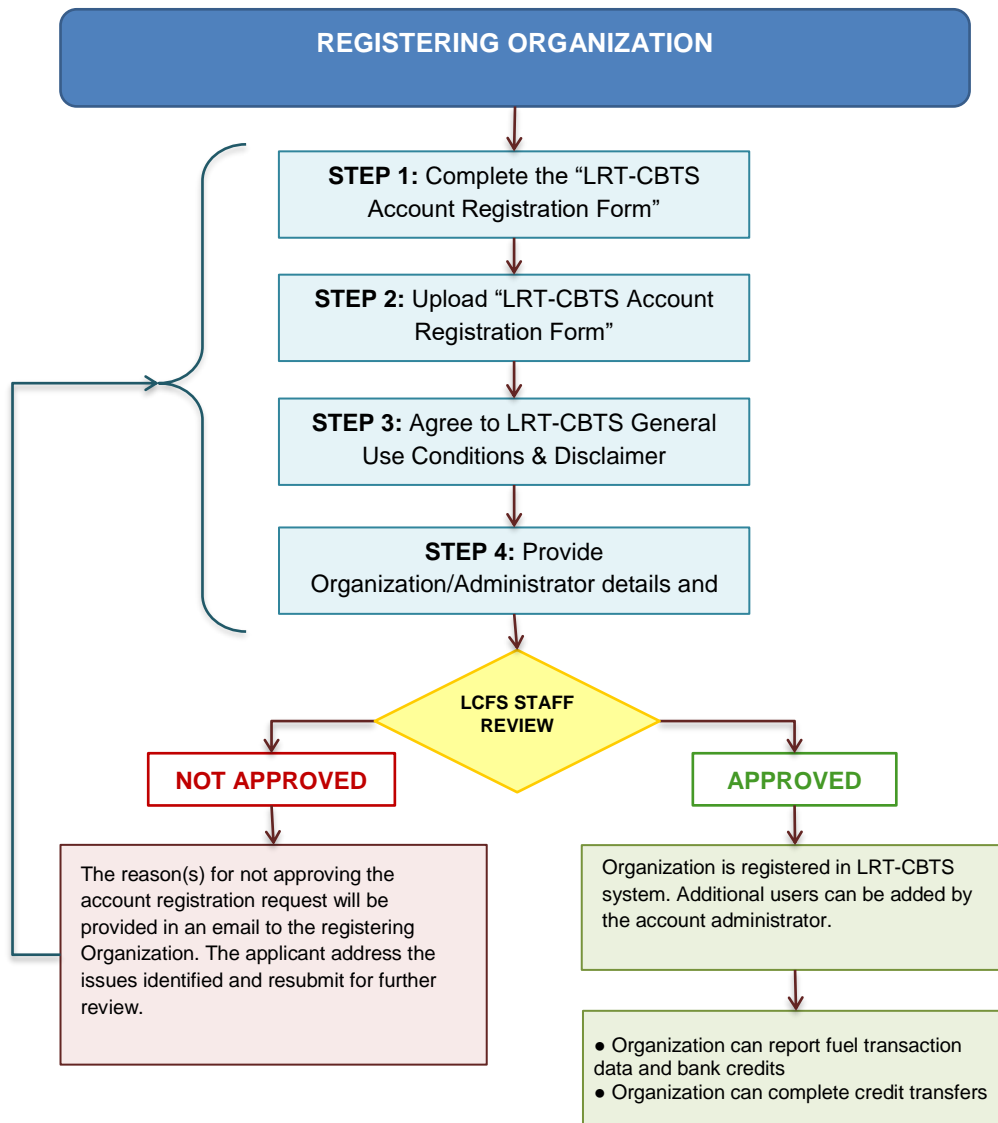 REGISTERING ORGANIZATION
STEP 1: Complete the “LRT-CBTS
Account Registration Form”
STEP 2: Upload “LRT-CBTS Account
Registration Form”
STEP 3: Agree to LRT-CBTS General
Use Conditions & Disclaimer
STEP 4: Provide
Organization/Administrator details and
LCFS STAFF
REVIEW
NOT APPROVED
APPROVED
The reason(s) for not approving the
account registration request will be
provided in an email to the registering
Organization. The applicant address the
issues identified and resubmit for further
review.
Organization is registered in LRT-CBTS
system. Additional users can be added by
the account administrator.
● Organization can report fuel transaction
data and bank credits
● Organization can complete credit transfers